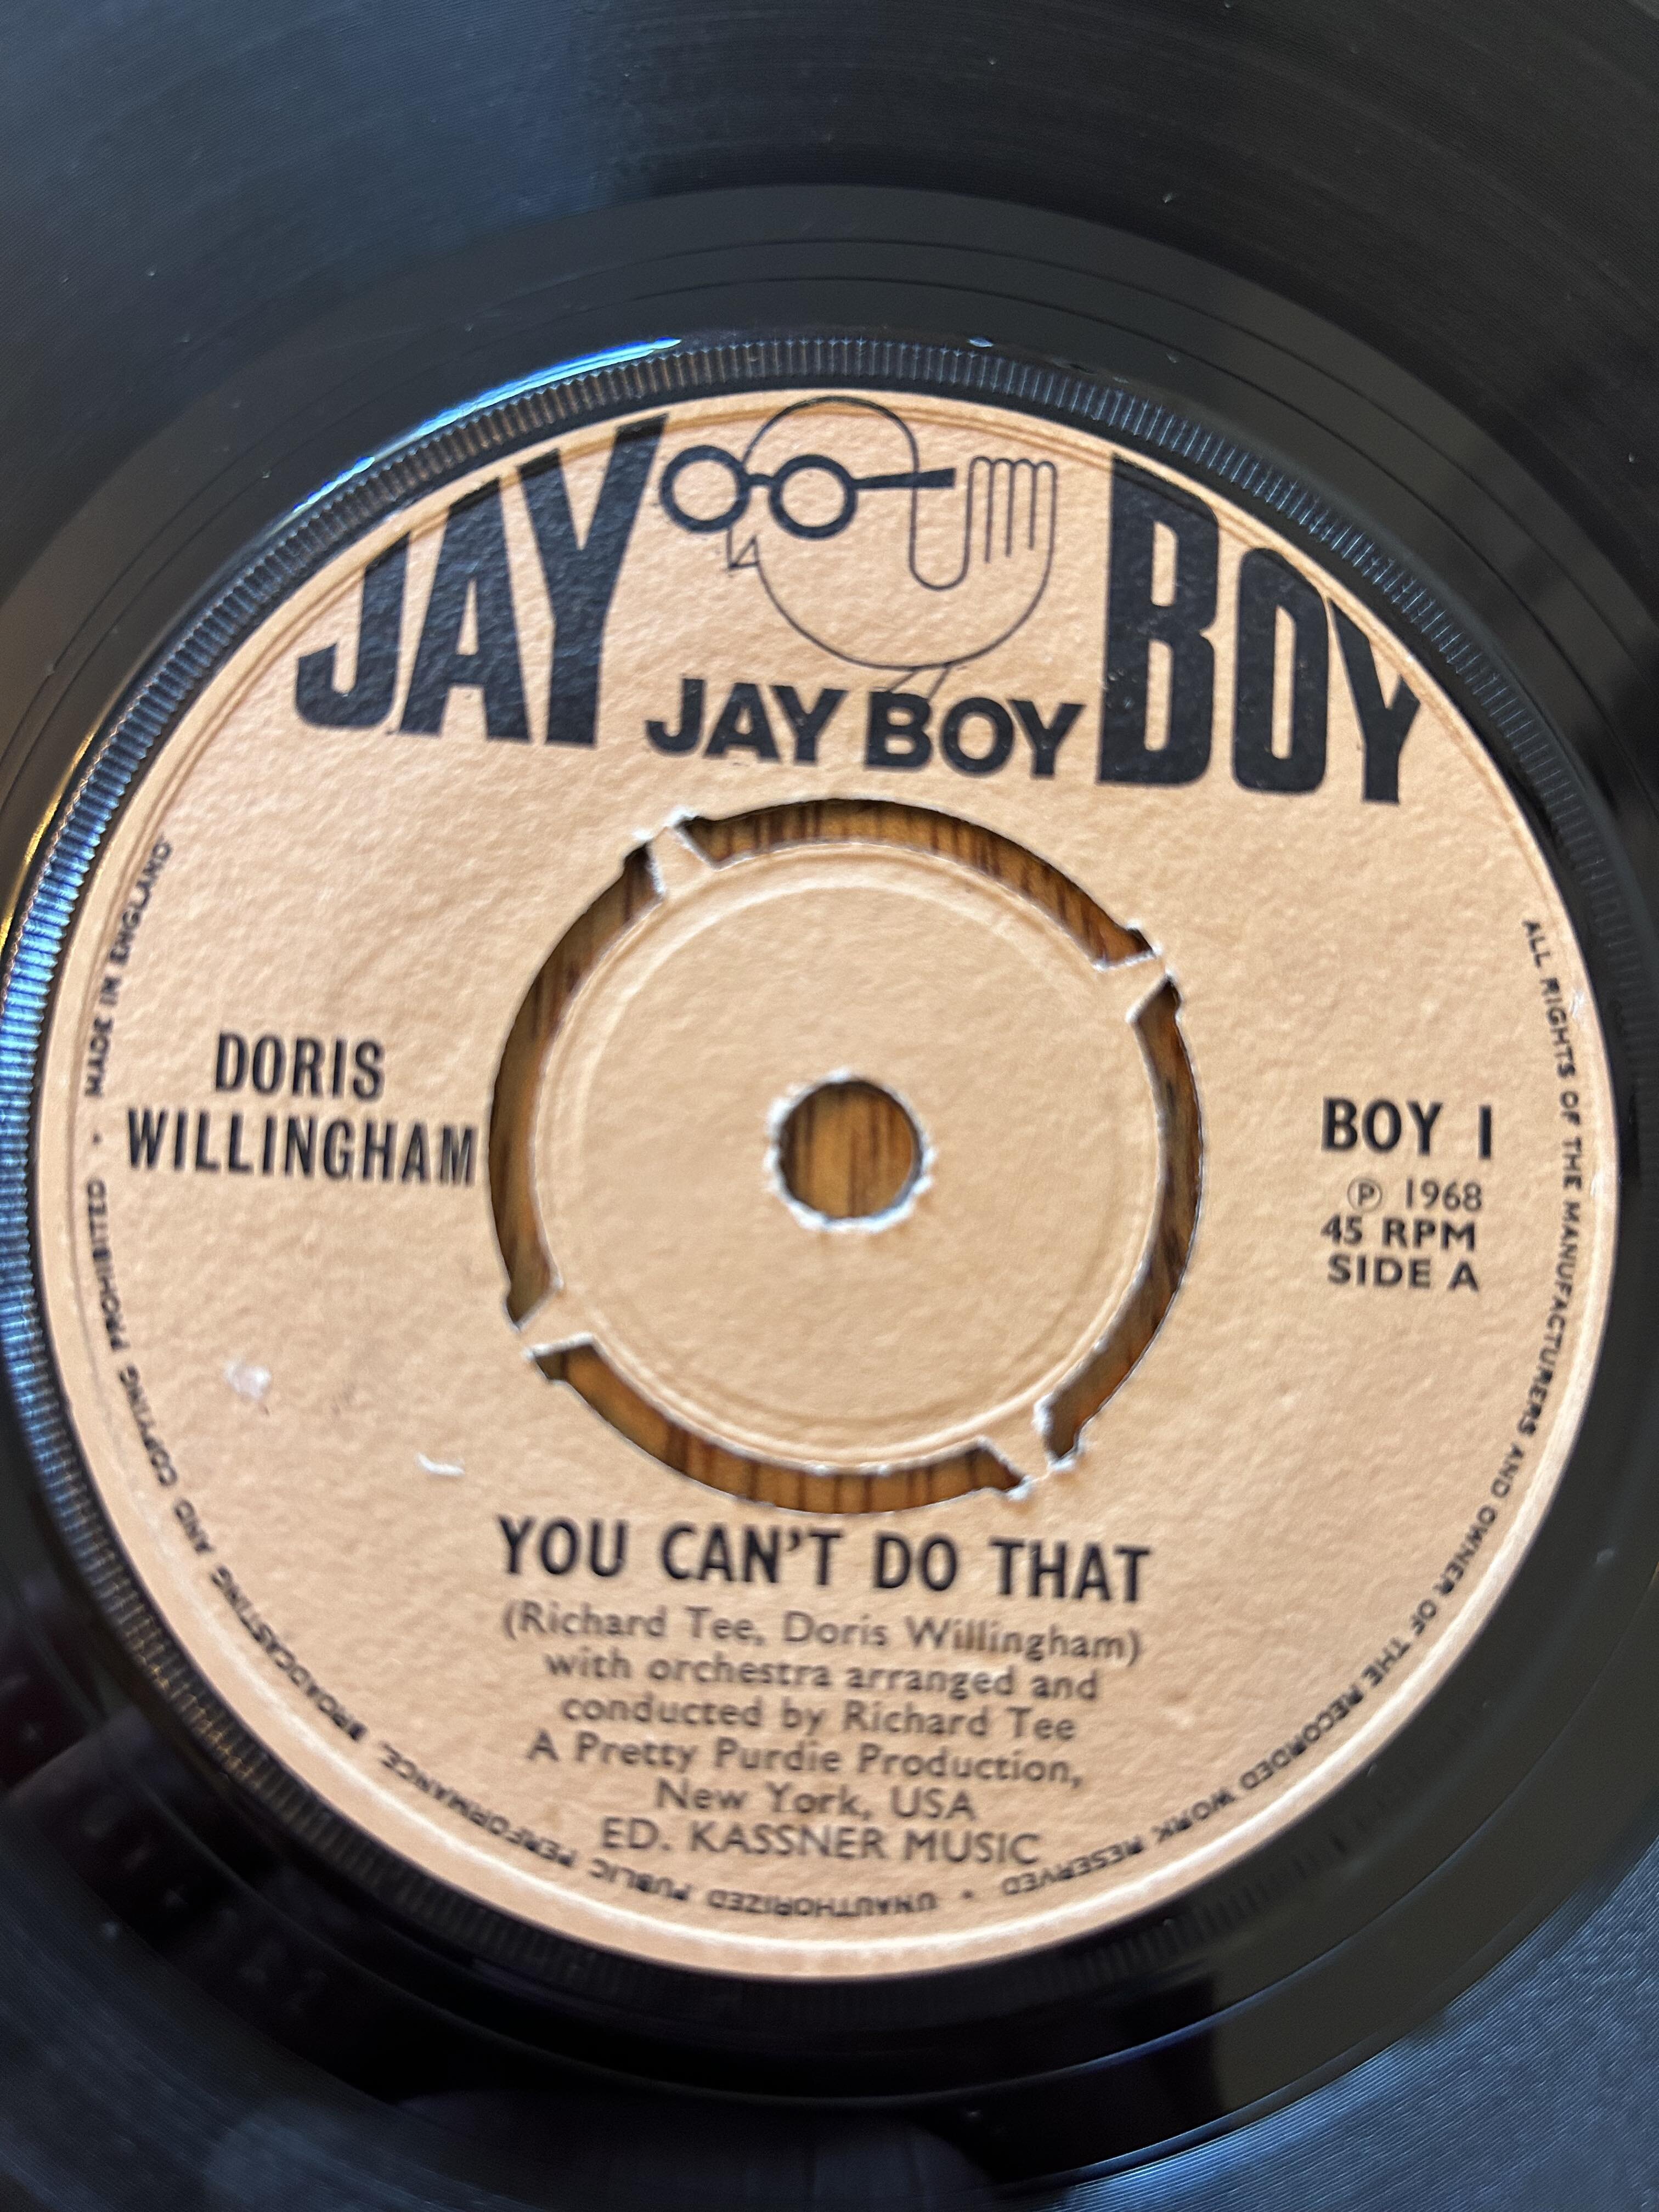 JAY BOY
JAY BOY
DORIS
WILLINGHAM
BOY 1
℗ 1968
45 RPM
SIDE A
YOU CAN'T DO THAT
(Richard Tee, Doris Willingham)
with orchestra arranged and
conducted by Richard Tee
A Pretty Purdie Production,
New York, USA
ED. KASSNER MUSIC
ALL RIGHTS OF THE MANUFACTURERS AND OWNER OF THE RECORDED WORK RESERVED • UNAUTHORIZED PUBLIC PERFORMANCE, BROADCASTING AND COPYING PROHIBITED • MADE IN ENGLAND